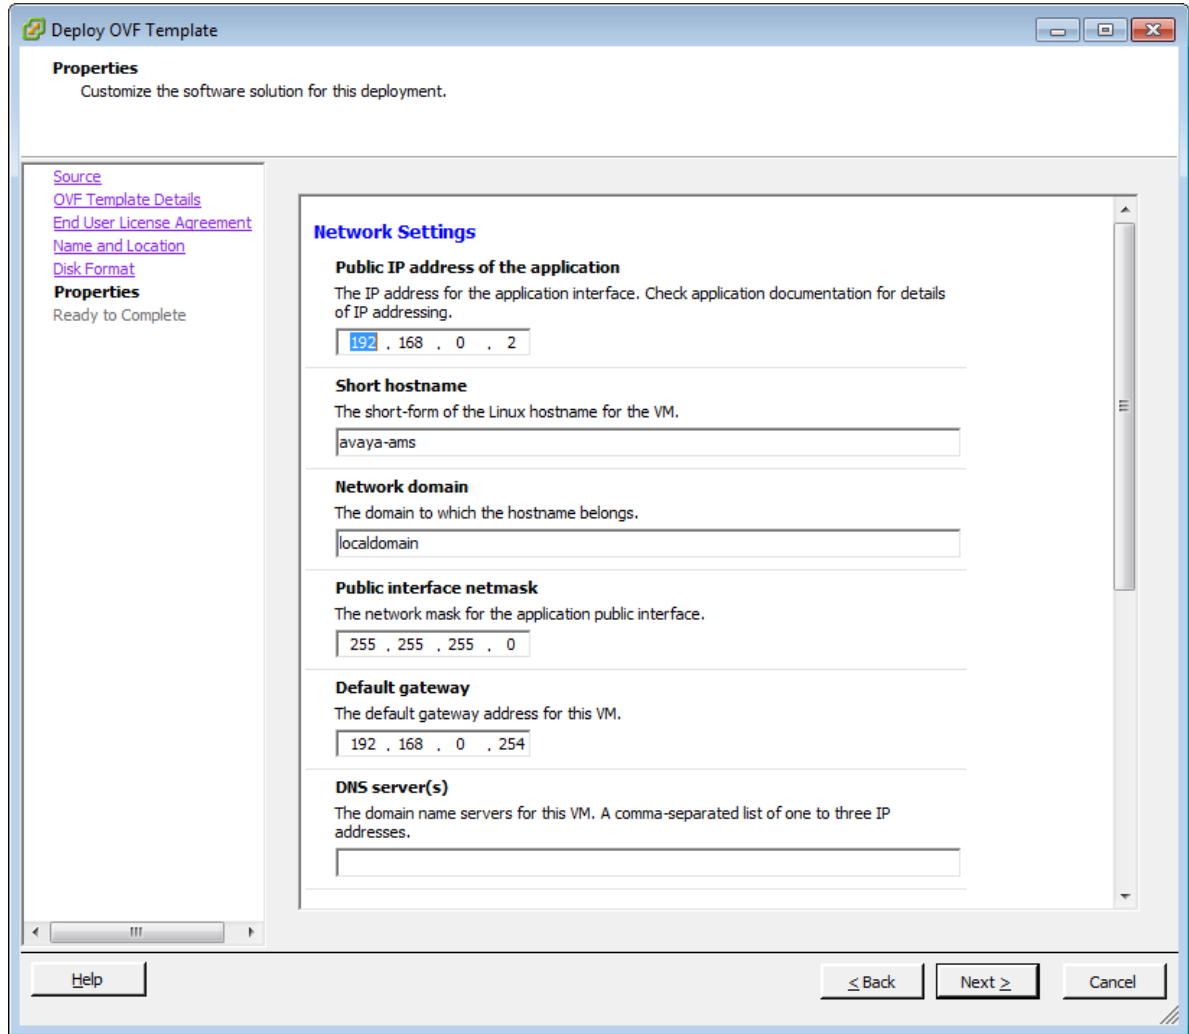 Deploy OVF Template
Properties
Customize the software solution for this deployment.
Source
OVF Template Details
End User License Agreement
Name and Location
Disk Format
Properties
Ready to Complete
Network Settings
Public IP address of the application
The IP address for the application interface. Check application documentation for details
of IP addressing.
192 . 168 . 0 . 2
Short hostname
The short-form of the Linux hostname for the VM.
avaya-ams
Network domain
The domain to which the hostname belongs.
localdomain
Public interface netmask
The network mask for the application public interface.
255 . 255 . 255 . 0
Default gateway
The default gateway address for this VM.
192 . 168 . 0 . 254
DNS server(s)
The domain name servers for this VM. A comma-separated list of one to three IP
addresses.
Help
< Back
Next >
Cancel